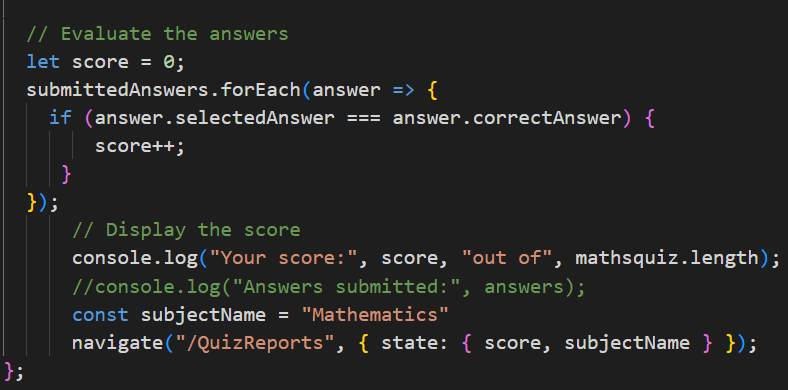 // Evaluate the answers
let score = 0;
submittedAnswers.forEach(answer => {
if (answer.selectedAnswer === answer.correctAnswer) {
score++;
}
});
// Display the score
console.log("Your score:", score, "out of", mathsquiz.length);
//console.log("Answers submitted:", answers);
const subjectName = "Mathematics"
navigate("/QuizReports", { state: { score, subjectName } });
};